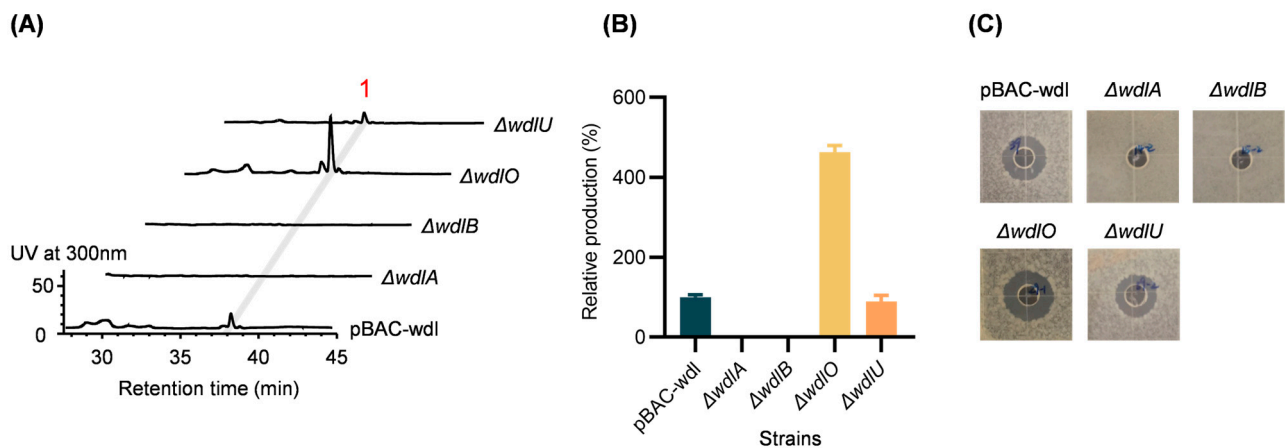 (A)
1
ΔwdlU
ΔwdlO
ΔwdlB
UV at 300nm
ΔwdlA
60
0
pBAC-wdl
30 35 40 45
Retention time (min)
(B)
600
400
200
0
Relative production (%)
pBAC-wdl
ΔwdlA
ΔwdlB
ΔwdlO
ΔwdlU
Strains
(C)
pBAC-wdl ΔwdlA ΔwdlB
ΔwdlO ΔwdlU